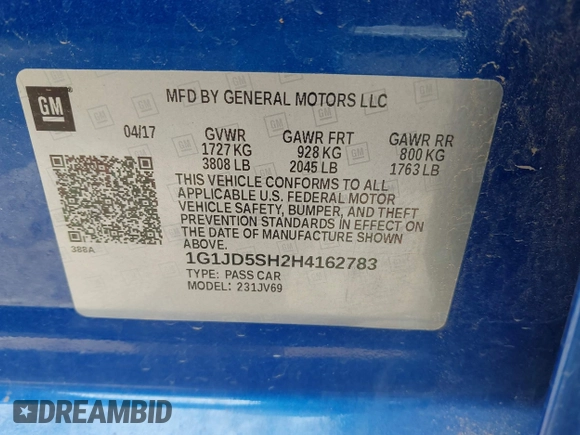 GM
MFD BY GENERAL MOTORS LLC
04/17 GVWR GAWR FRT GAWR RR
1727 KG 928 KG 800 KG
3808 LB 2045 LB 1763 LB
THIS VEHICLE CONFORMS TO ALL
APPLICABLE U.S. FEDERAL MOTOR
VEHICLE SAFETY, BUMPER, AND THEFT
PREVENTION STANDARDS IN EFFECT ON
THE DATE OF MANUFACTURE SHOWN
ABOVE.
388A
1G1JD5SH2H4162783
TYPE: PASS CAR
MODEL: 231JV69
DREAMBID